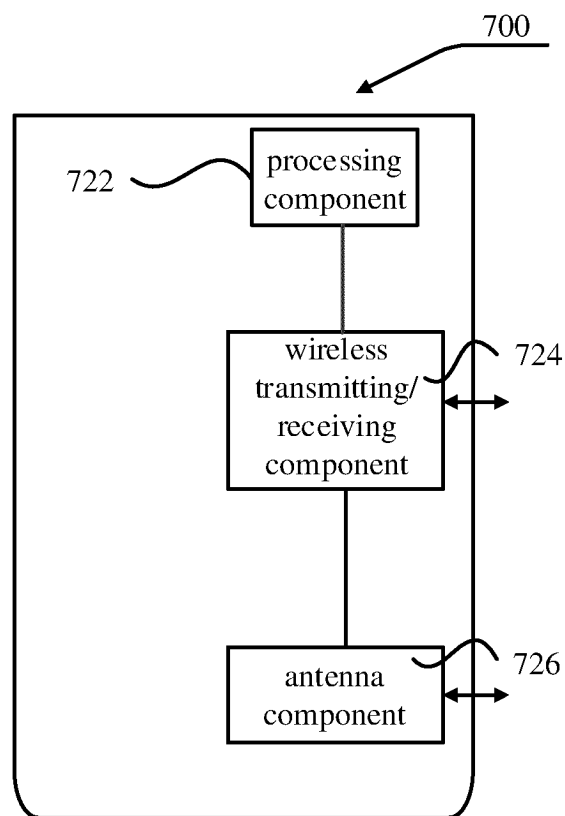 700
processing
component
722
wireless
transmitting/
receiving
component
724
antenna
component
726